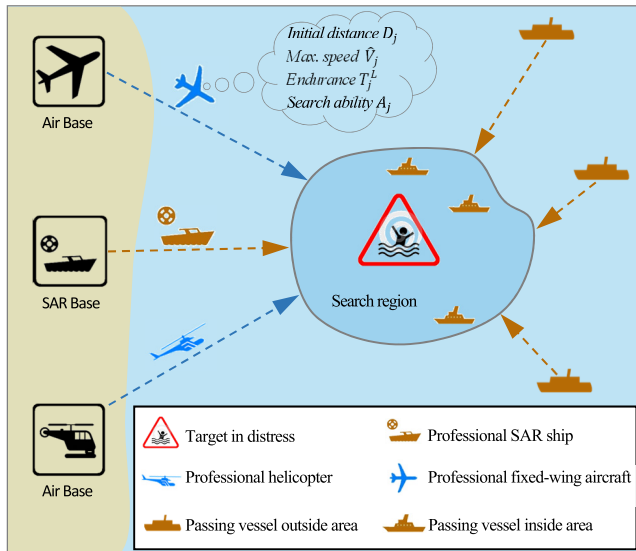 Initial distance D_j
Max. speed V̂_j
Endurance T_j^L
Search ability A_j
Air Base
SAR Base
Search region
Air Base
Target in distress
Professional SAR ship
Professional helicopter
Professional fixed-wing aircraft
Passing vessel outside area
Passing vessel inside area